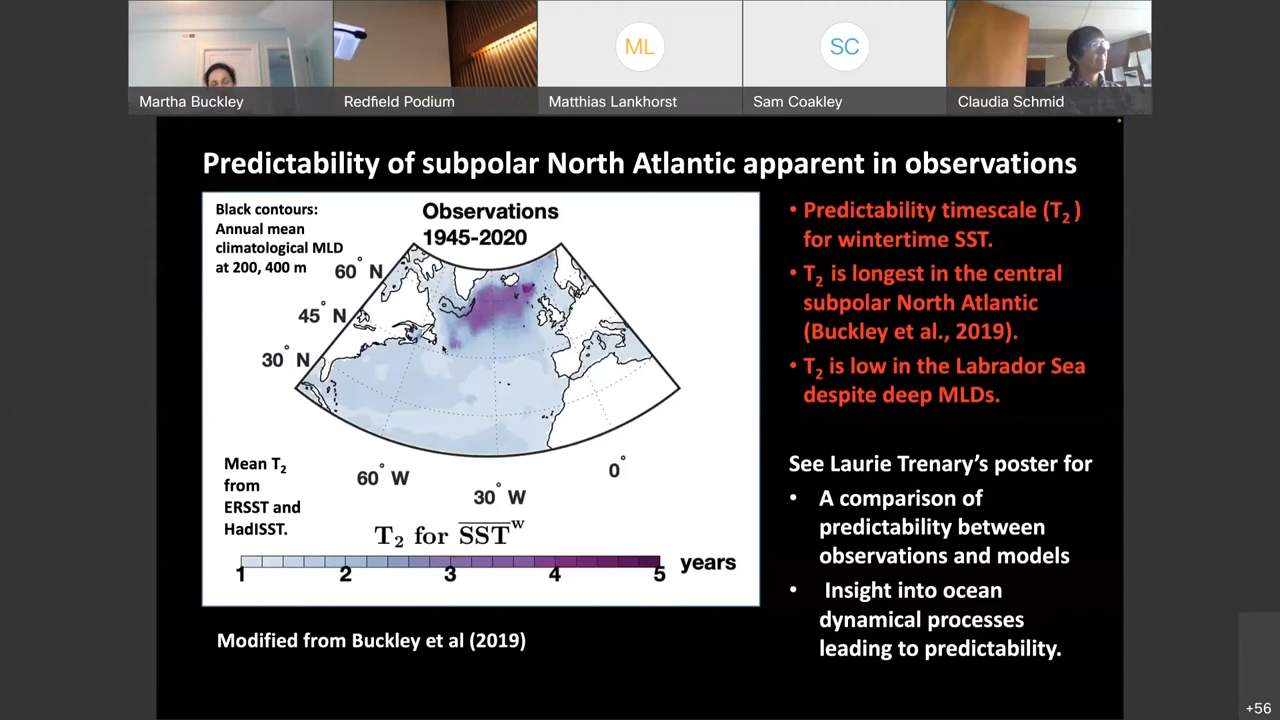 ML
SC
Martha Buckley
Redfield Podium
Matthias Lankhorst
Sam Coakley
Claudia Schmid
Predictability of subpolar North Atlantic apparent in observations
Black contours:
Annual mean
climatological MLD
at 200, 400 m
Observations
1945-2020
60° N
45° N
30° N
60° W
30° W
0°
Mean T₂
from
ERSST and
HadISST.
T₂ for S̅S̅T̅ʷ
1 2 3 4 5 years
Modified from Buckley et al (2019)
• Predictability timescale (T₂ )
for wintertime SST.
• T₂ is longest in the central
subpolar North Atlantic
(Buckley et al., 2019).
• T₂ is low in the Labrador Sea
despite deep MLDs.
See Laurie Trenary’s poster for
• A comparison of
predictability between
observations and models
• Insight into ocean
dynamical processes
leading to predictability.
+56